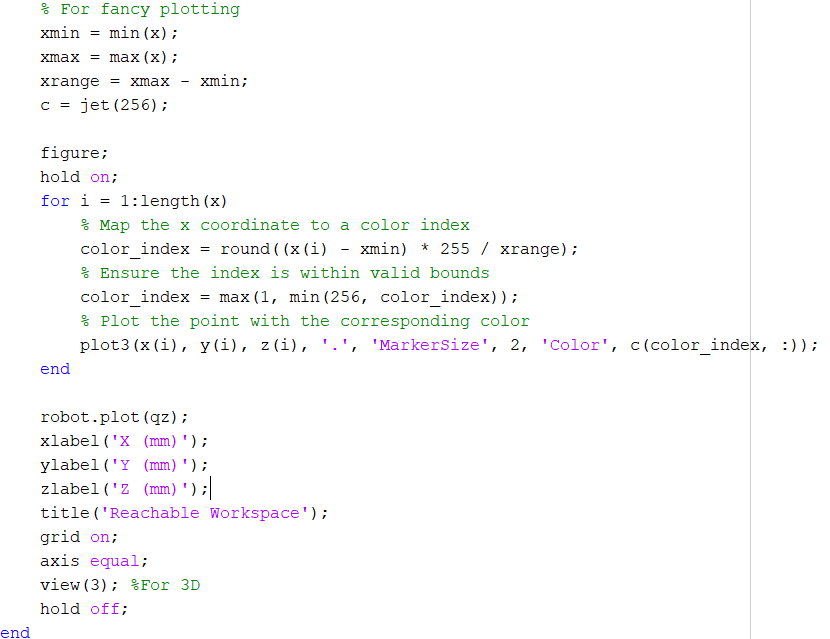 % For fancy plotting
xmin = min(x);
xmax = max(x);
xrange = xmax - xmin;
c = jet(256);
figure;
hold on;
for i = 1:length(x)
% Map the x coordinate to a color index
color_index = round((x(i) - xmin) * 255 / xrange);
% Ensure the index is within valid bounds
color_index = max(1, min(256, color_index));
% Plot the point with the corresponding color
plot3(x(i), y(i), z(i), '.', 'MarkerSize', 2, 'Color', c(color_index, :));
end
robot.plot(qz);
xlabel('X (mm)');
ylabel('Y (mm)');
zlabel('Z (mm)');
title('Reachable Workspace');
grid on;
axis equal;
view(3); %For 3D
hold off;
end